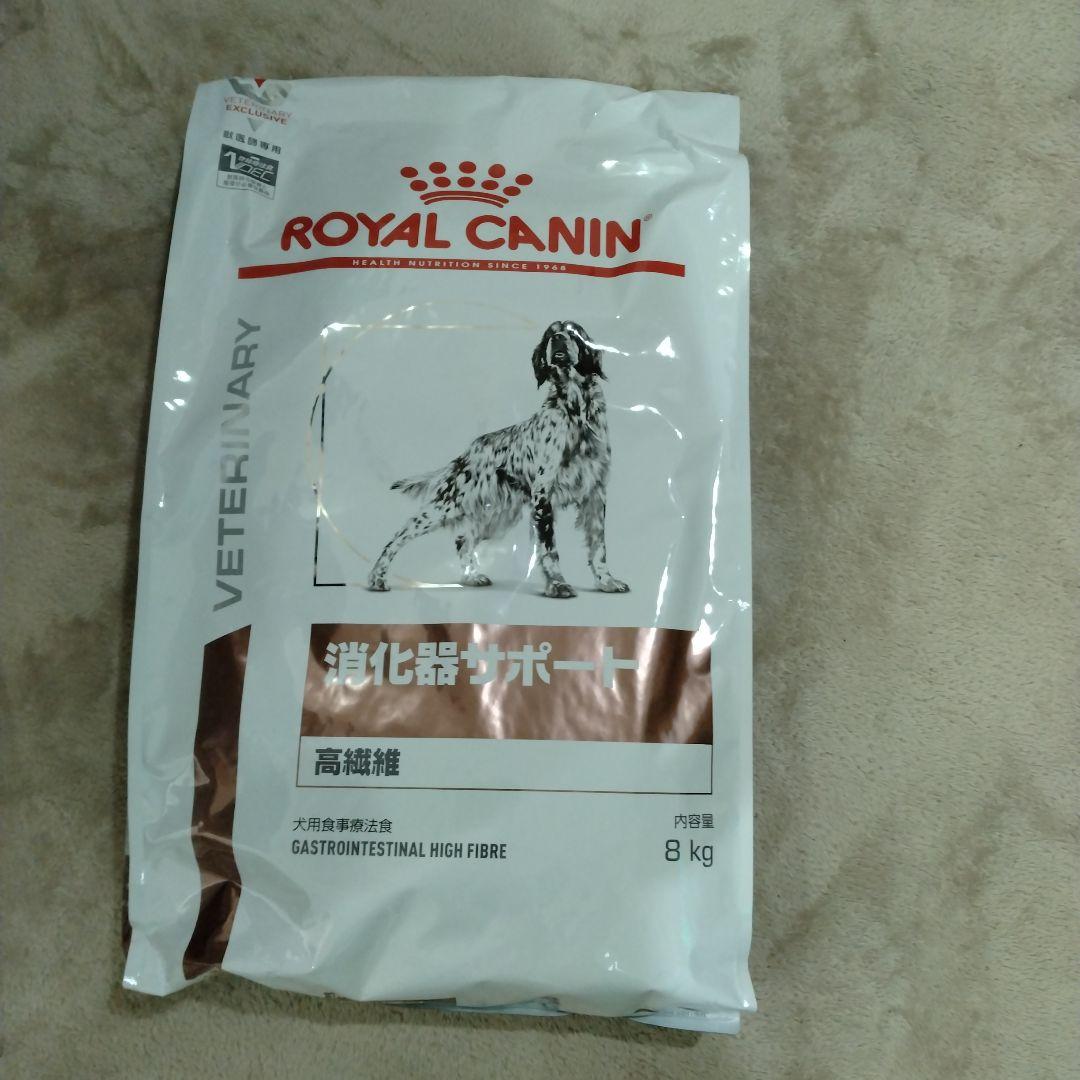 VETERINARY
EXCLUSIVE
獣医師専用
VDEC
ROYAL CANIN
HEALTH NUTRITION SINCE 1968
VETERINARY
消化器サポート
高繊維
犬用食事療法食
GASTROINTESTINAL HIGH FIBRE
内容量
8 kg